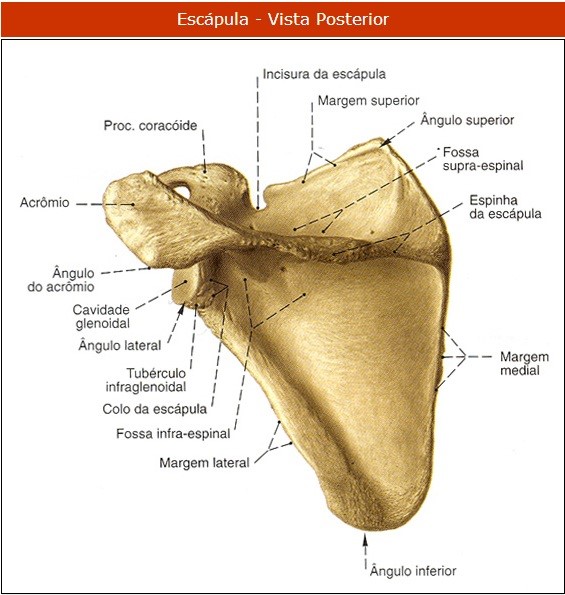 Escápula - Vista Posterior
Incisura da escápula
Margem superior
Ângulo superior
Proc. coracóide
Fossa
supra-espinal
Acrômio
Espinha
da escápula
Ângulo
do acrômio
Cavidade
glenoidal
Ângulo lateral
Margem
medial
Tubérculo
infraglenoidal
Colo da escápula
Fossa infra-espinal
Margem lateral
Ângulo inferior